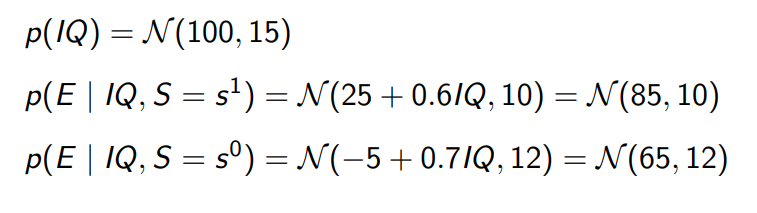 p(IQ) = 𝒩(100, 15)
p(E | IQ, S = s¹) = 𝒩(25 + 0.6IQ, 10) = 𝒩(85, 10)
p(E | IQ, S = s⁰) = 𝒩(−5 + 0.7IQ, 12) = 𝒩(65, 12)